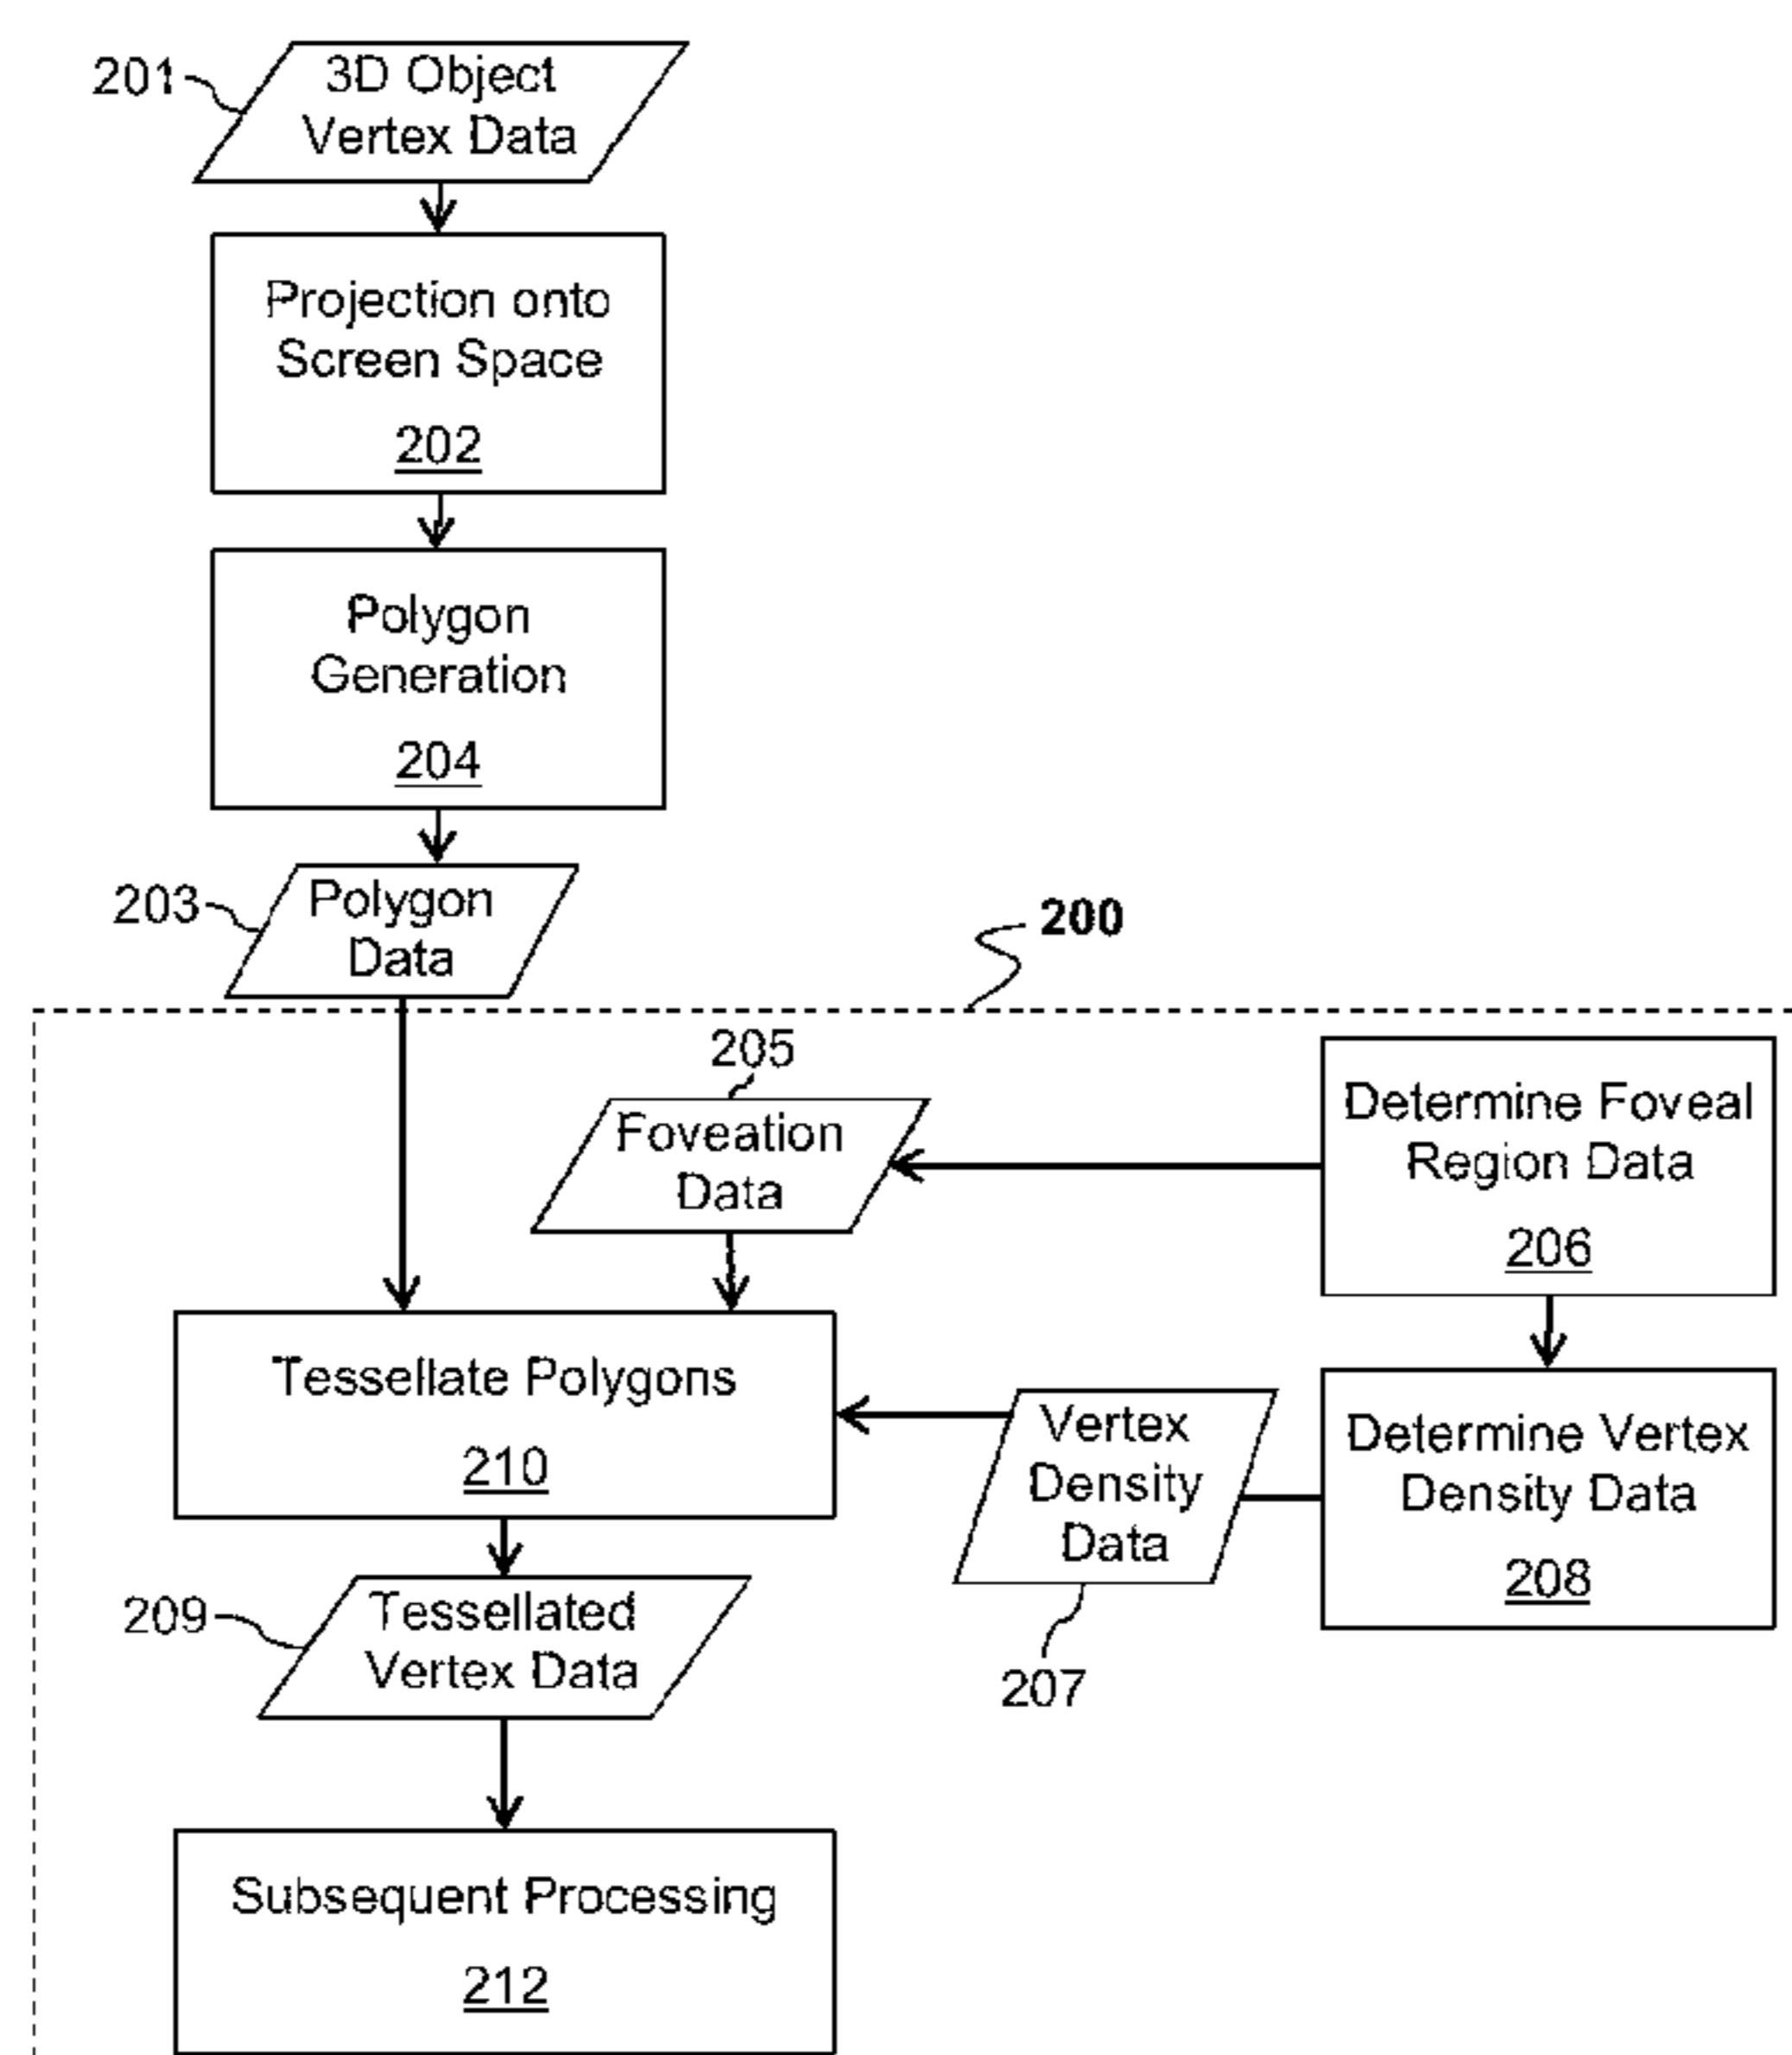 201
3D Object
Vertex Data
Projection onto
Screen Space
202
Polygon
Generation
204
203
Polygon
Data
200
205
Foveation
Data
Determine Foveal
Region Data
206
Tessellate Polygons
210
Vertex
Density
Data
207
Determine Vertex
Density Data
208
209
Tessellated
Vertex Data
Subsequent Processing
212